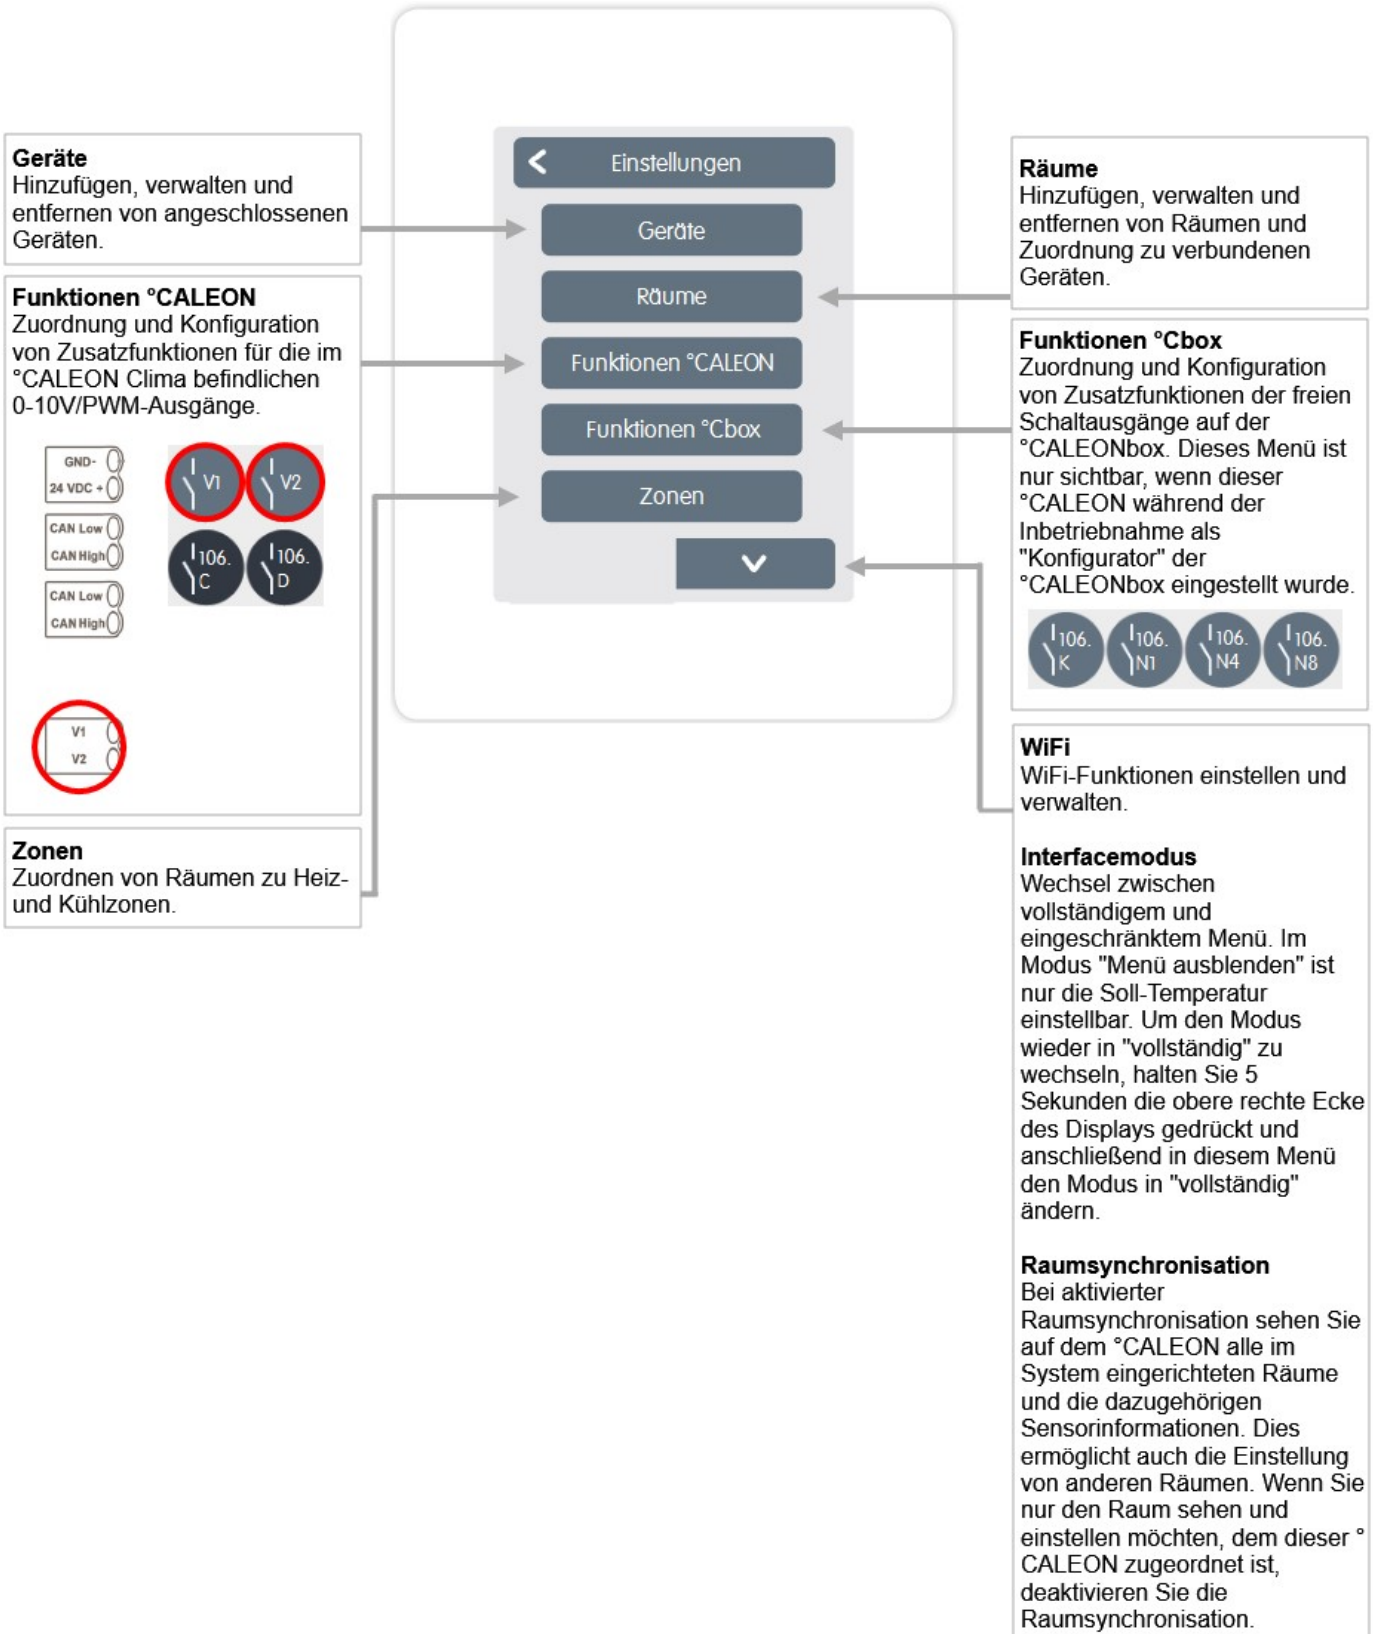 Geräte
Hinzufügen, verwalten und
entfernen von angeschlossenen
Geräten.
Funktionen °CALEON
Zuordnung und Konfiguration
von Zusatzfunktionen für die im
°CALEON Clima befindlichen
0-10V/PWM-Ausgänge.
GND-
24 VDC +
CAN Low
CAN High
CAN Low
CAN High
V1
V2
V1
V2
106.
C
106.
D
Zonen
Zuordnen von Räumen zu Heiz-
und Kühlzonen.
Einstellungen
Geräte
Räume
Funktionen °CALEON
Funktionen °Cbox
Zonen
Räume
Hinzufügen, verwalten und
entfernen von Räumen und
Zuordnung zu verbundenen
Geräten.
Funktionen °Cbox
Zuordnung und Konfiguration
von Zusatzfunktionen der freien
Schaltausgänge auf der
°CALEONbox. Dieses Menü ist
nur sichtbar, wenn dieser
°CALEON während der
Inbetriebnahme als
"Konfigurator" der
°CALEONbox eingestellt wurde.
106.
K
106.
N1
106.
N4
106.
N8
WiFi
WiFi-Funktionen einstellen und
verwalten.
Interfacemodus
Wechsel zwischen
vollständigem und
eingeschränktem Menü. Im
Modus "Menü ausblenden" ist
nur die Soll-Temperatur
einstellbar. Um den Modus
wieder in "vollständig" zu
wechseln, halten Sie 5
Sekunden die obere rechte Ecke
des Displays gedrückt und
anschließend in diesem Menü
den Modus in "vollständig"
ändern.
Raumsynchronisation
Bei aktivierter
Raumsynchronisation sehen Sie
auf dem °CALEON alle im
System eingerichteten Räume
und die dazugehörigen
Sensorinformationen. Dies
ermöglicht auch die Einstellung
von anderen Räumen. Wenn Sie
nur den Raum sehen und
einstellen möchten, dem dieser °
CALEON zugeordnet ist,
deaktivieren Sie die
Raumsynchronisation.